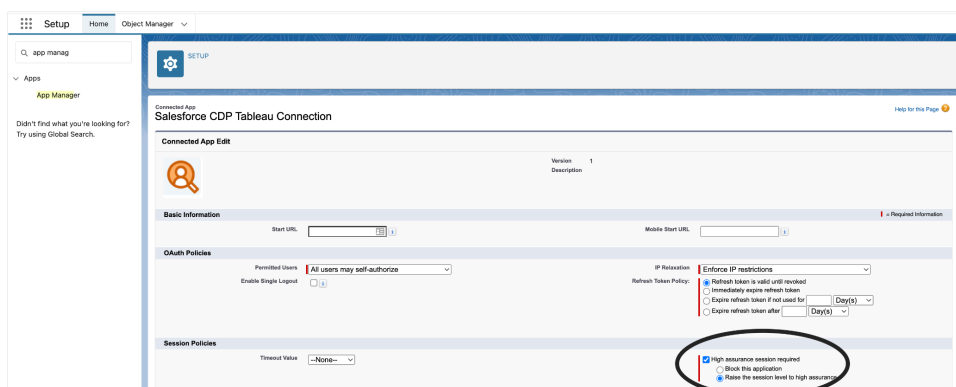 Setup Home Object Manager
app manag
SETUP
Apps
App Manager
Didn't find what you're looking for?
Try using Global Search.
Connected App
Salesforce CDP Tableau Connection
Help for this Page
Connected App Edit
Version 1
Description
Basic Information
= Required Information
Start URL
Mobile Start URL
OAuth Policies
Permitted Users All users may self-authorize
IP Relaxation Enforce IP restrictions
Enable Single Logout
Refresh Token Policy: Refresh token is valid until revoked
Immediately expire refresh token
Expire refresh token if not used for Day(s)
Expire refresh token after Day(s)
Session Policies
Timeout Value --None--
High assurance session required
Block this application
Raise the session level to high assurance